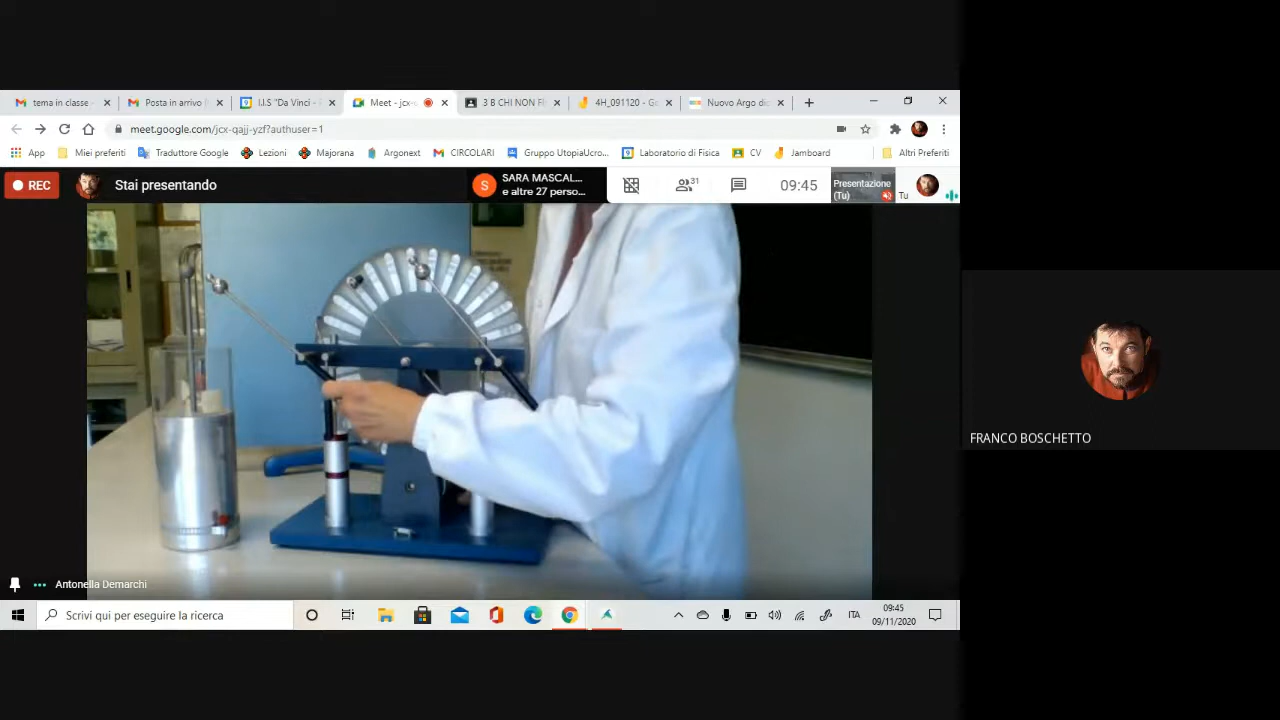 tema in classe
Posta in arrivo
I.I.S "Da Vinci -
Meet - jcx-
3 B CHI NON F
4H_091120 - G
Nuovo Argo di
meet.google.com/jcx-qajj-yzf?authuser=1
App Miei preferiti Traduttore Google Lezioni Majorana Argonext CIRCOLARI Gruppo UtopiaUcro... Laboratorio di Fisica CV Jamboard Altri Preferiti
REC Stai presentando
SARA MASCAL...
e altre 27 perso...
31
09:45
Presentazione
(Tu)
Tu
Antonella Demarchi
FRANCO BOSCHETTO
Scrivi qui per eseguire la ricerca
ITA
09:45
09/11/2020